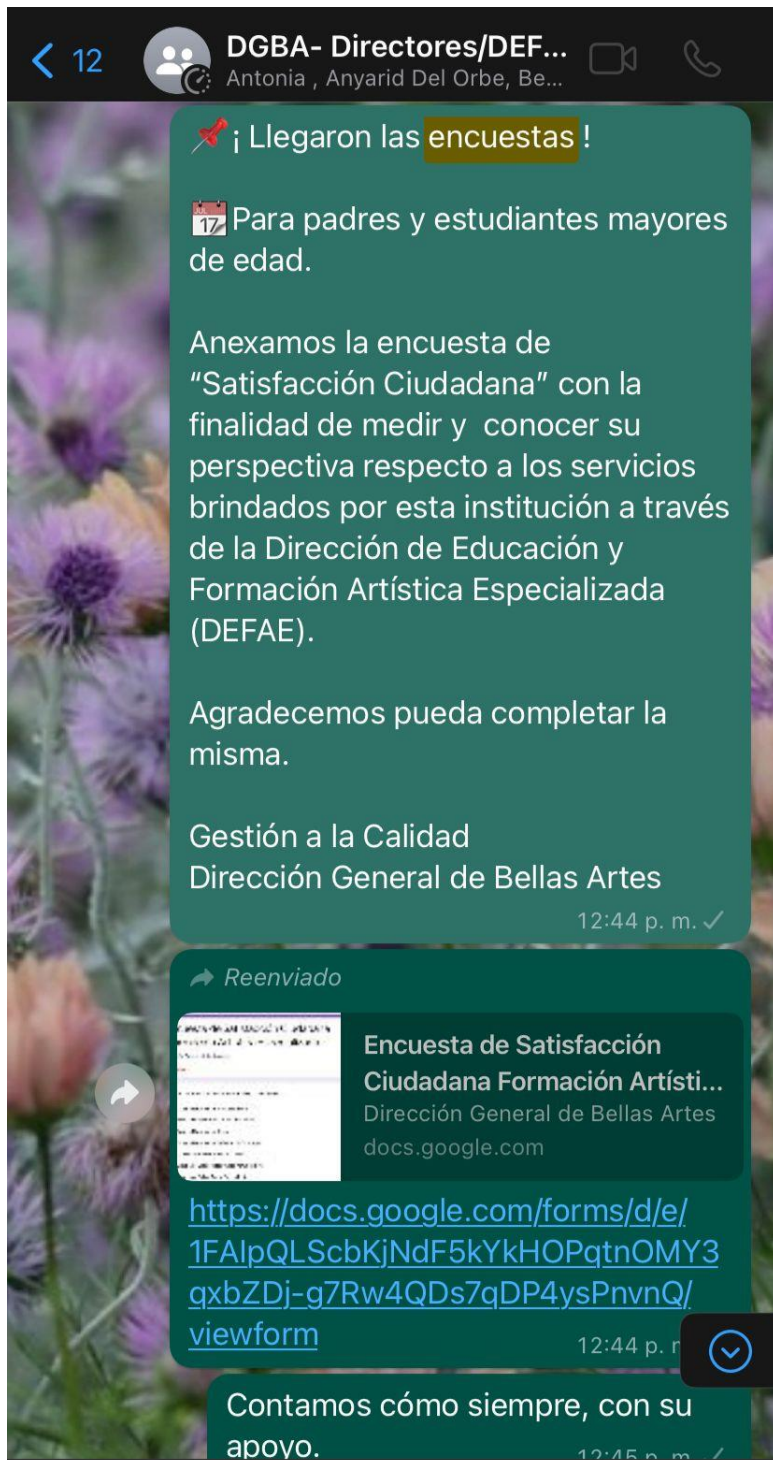 12
DGBA- Directores/DEF...
Antonia , Anyarid Del Orbe, Be...
📌¡ Llegaron las encuestas !
📅Para padres y estudiantes mayores
de edad.
Anexamos la encuesta de
“Satisfacción Ciudadana” con la
finalidad de medir y  conocer su
perspectiva respecto a los servicios
brindados por esta institución a través
de la Dirección de Educación y
Formación Artística Especializada
(DEFAE).
Agradecemos pueda completar la
misma.
Gestión a la Calidad
Dirección General de Bellas Artes
12:44 p. m.
Reenviado
Encuesta de Satisfacción
Ciudadana Formación Artísti...
Dirección General de Bellas Artes
docs.google.com
https://docs.google.com/forms/d/e/
1FAIpQLScbKjNdF5kYkHOPqtnOMY3
qxbZDj-g7Rw4QDs7qDP4ysPnvnQ/
viewform
12:44 p.
Contamos cómo siempre, con su
apoyo.
12:45 p. m.